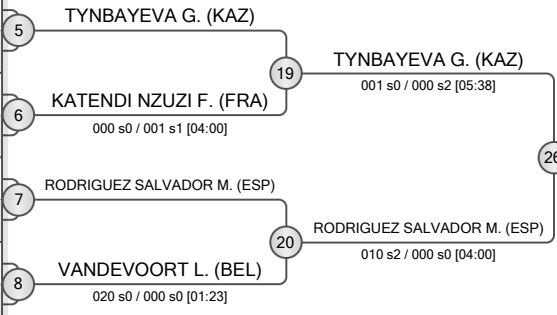 TYNBAYEVA G. (KAZ)
5
19
TYNBAYEVA G. (KAZ)
001 s0 / 000 s2 [05:38]
KATENDI NZUZI F. (FRA)
6
000 s0 / 001 s1 [04:00]
26
RODRIGUEZ SALVADOR M. (ESP)
7
20
RODRIGUEZ SALVADOR M. (ESP)
010 s2 / 000 s0 [04:00]
VANDEVOORT L. (BEL)
8
020 s0 / 000 s0 [01:23]